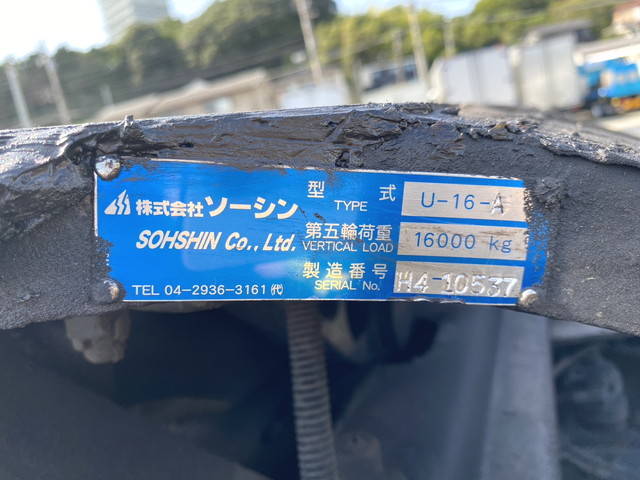 株式会社ソーシン
SOHSHIN Co., Ltd.
TEL 04-2936-3161 (代)
型式 U-16-A
TYPE
第五輪荷重 16000 kg
VERTICAL LOAD
製造番号 H4-10537
SERIAL No.